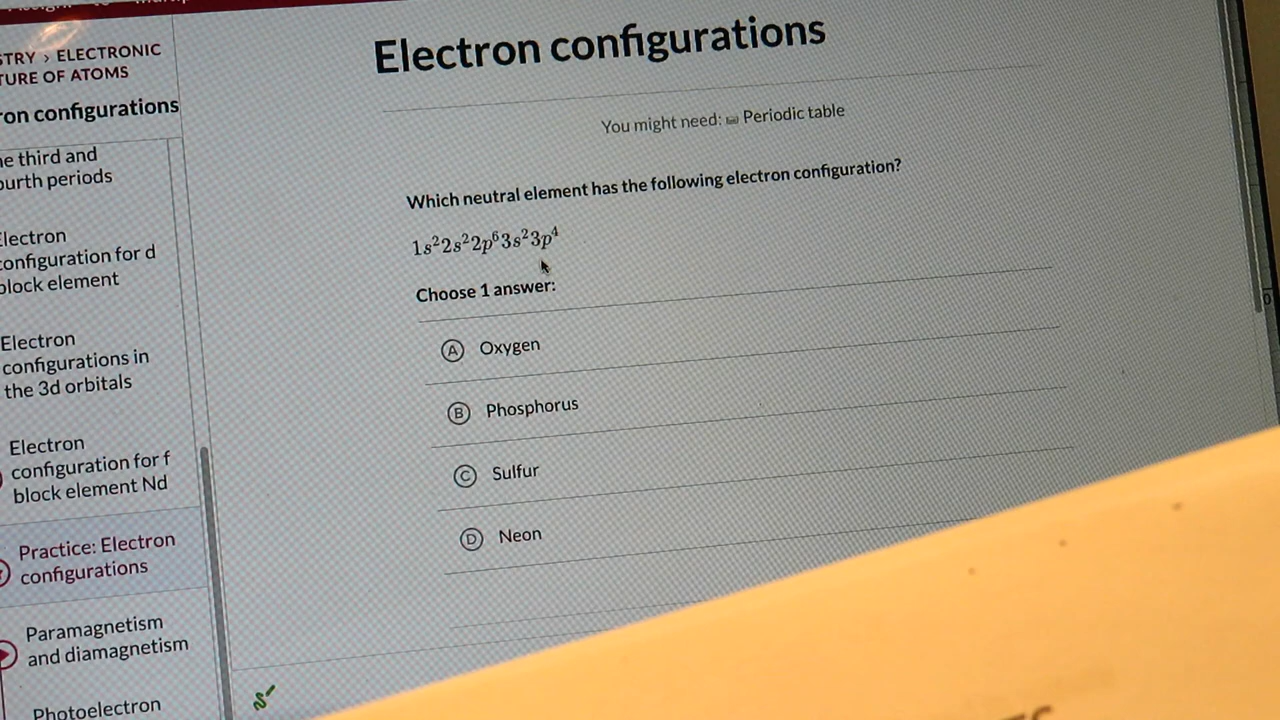 STRY › ELECTRONIC
TURE OF ATOMS
ron configurations
he third and
ourth periods
Electron
configuration for d
block element
Electron
configurations in
the 3d orbitals
Electron
configuration for f
block element Nd
Practice: Electron
configurations
Paramagnetism
and diamagnetism
Photoelectron
Electron configurations
You might need: Periodic table
Which neutral element has the following electron configuration?
1s²2s²2p⁶3s²3p⁴
Choose 1 answer:
A Oxygen
B Phosphorus
C Sulfur
D Neon